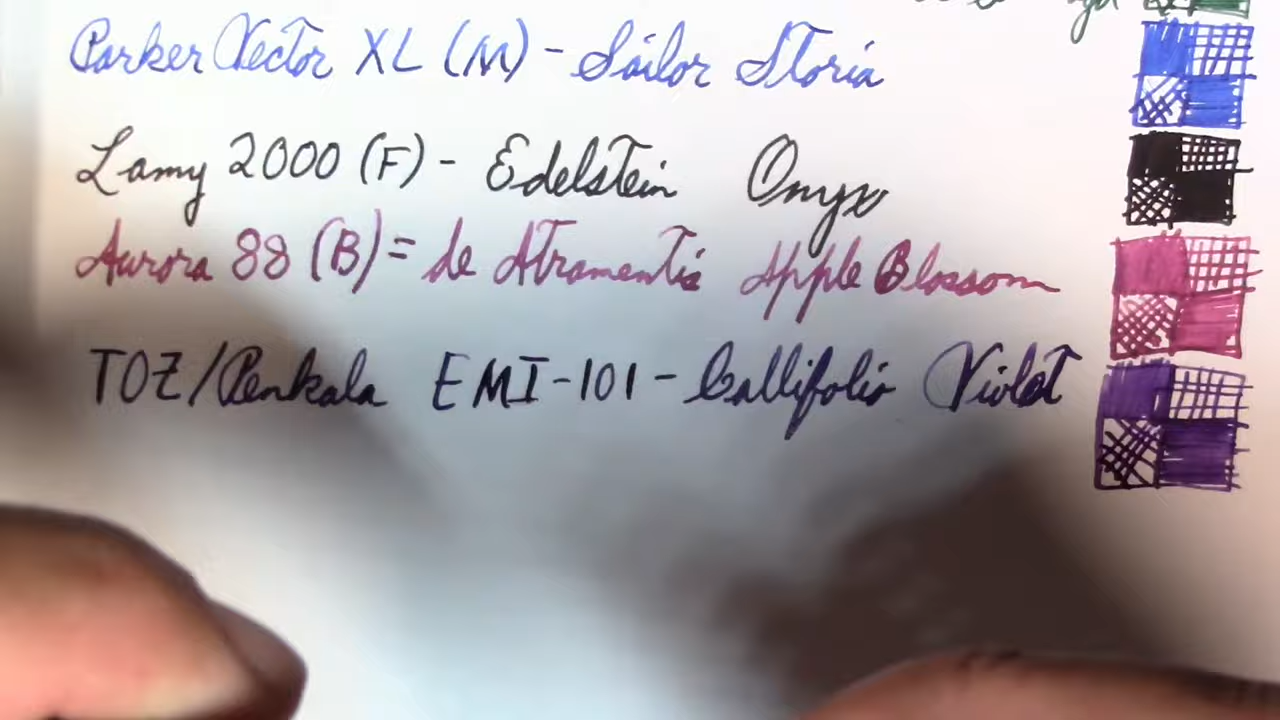 Parker Vector XL (M) - Sailor Storia
Lamy 2000 (F) - Edelstein Onyx
Aurora 88 (B) = de Atramentis Apple Blossom
TOZ/Penkala EMI-101 - Callifolio Violet